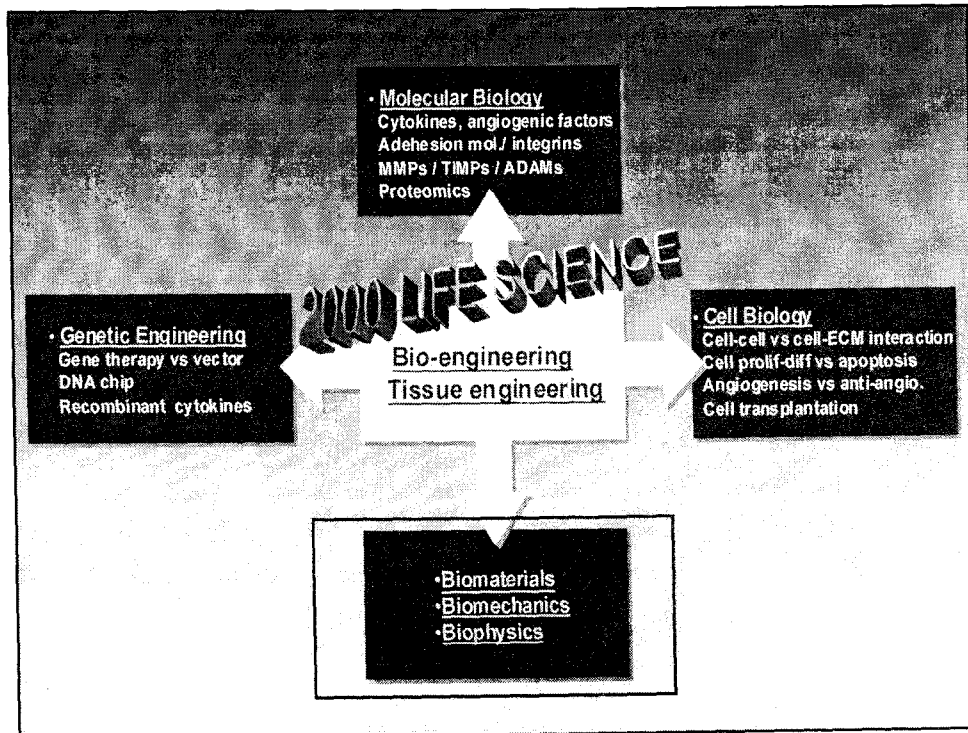 • Molecular Biology
Cytokines, angiogenic factors
Adehesion mol./ integrins
MMPs / TIMPs / ADAMs
Proteomics
2000 LIFE SCIENCE
• Genetic Engineering
Gene therapy vs vector
DNA chip
Recombinant cytokines
Bio-engineering
Tissue engineering
• Cell Biology
Cell-cell vs cell-ECM interaction
Cell prolif-diff vs apoptosis
Angiogenesis vs anti-angio.
Cell transplantation
•Biomaterials
•Biomechanics
•Biophysics